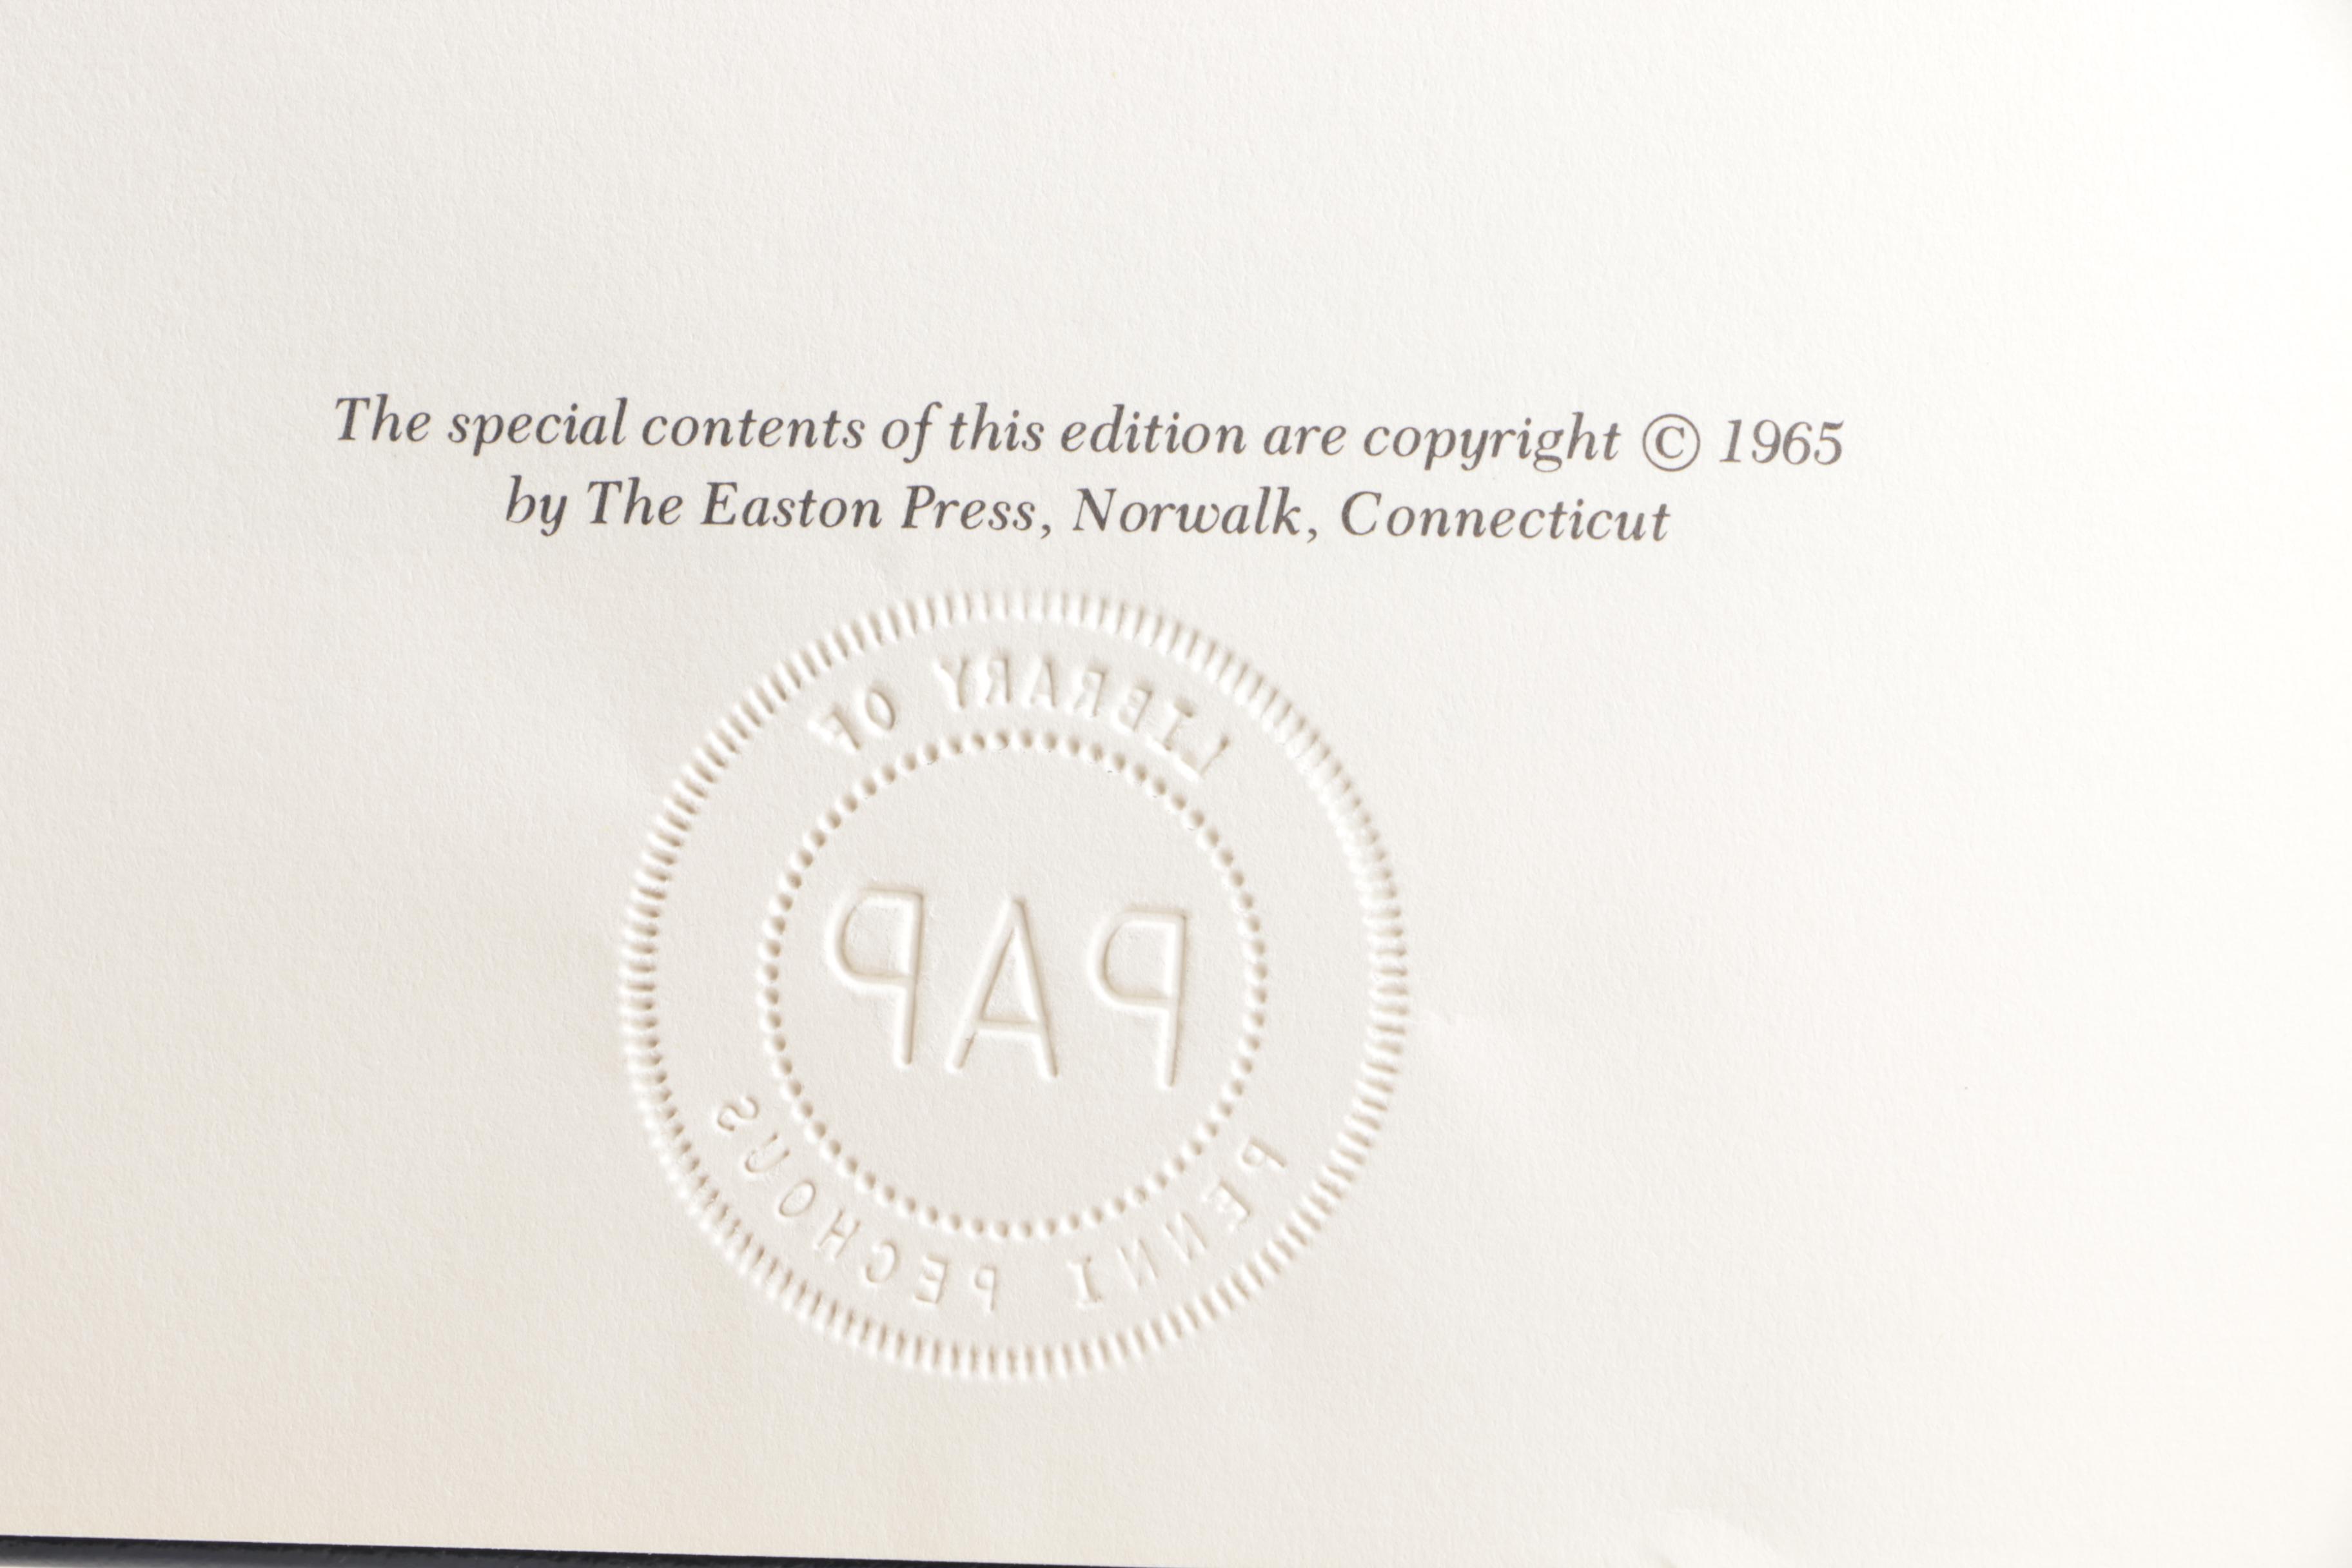 The special contents of this edition are copyright © 1965
by The Easton Press, Norwalk, Connecticut
LIBRARY OF
PAP
PENNI PECHOUS